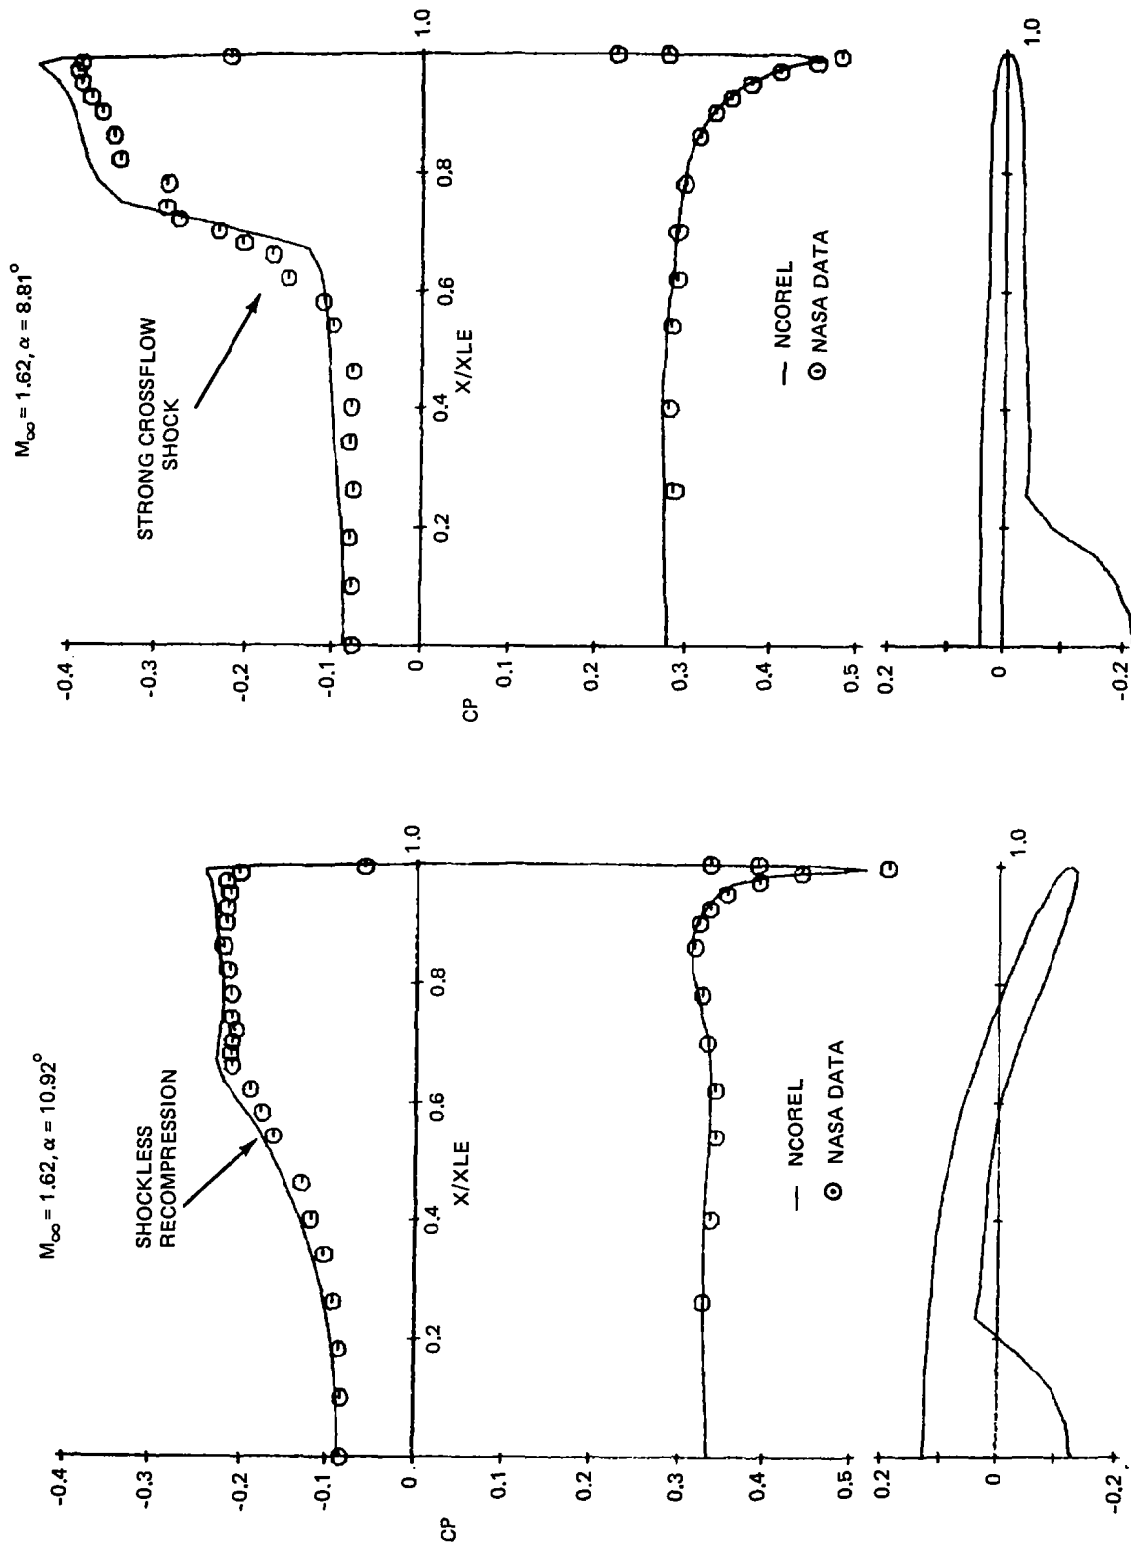 M∞ = 1.62, α = 10.92°
-0.4
-0.3
-0.2
-0.1
0
0.1
0.2
0.3
0.4
0.5
CP
SHOCKLESS
RECOMPRESSION
0.2
0.4
0.6
0.8
1.0
X/XLE
— NCOREL
⊙ NASA DATA
0.2
0
-0.2
1.0
M∞ = 1.62, α = 8.81°
-0.4
-0.3
-0.2
-0.1
0
0.1
0.2
0.3
0.4
0.5
CP
STRONG CROSSFLOW
SHOCK
0.2
0.4
0.6
0.8
1.0
X/XLE
— NCOREL
⊙ NASA DATA
0.2
0
-0.2
1.0